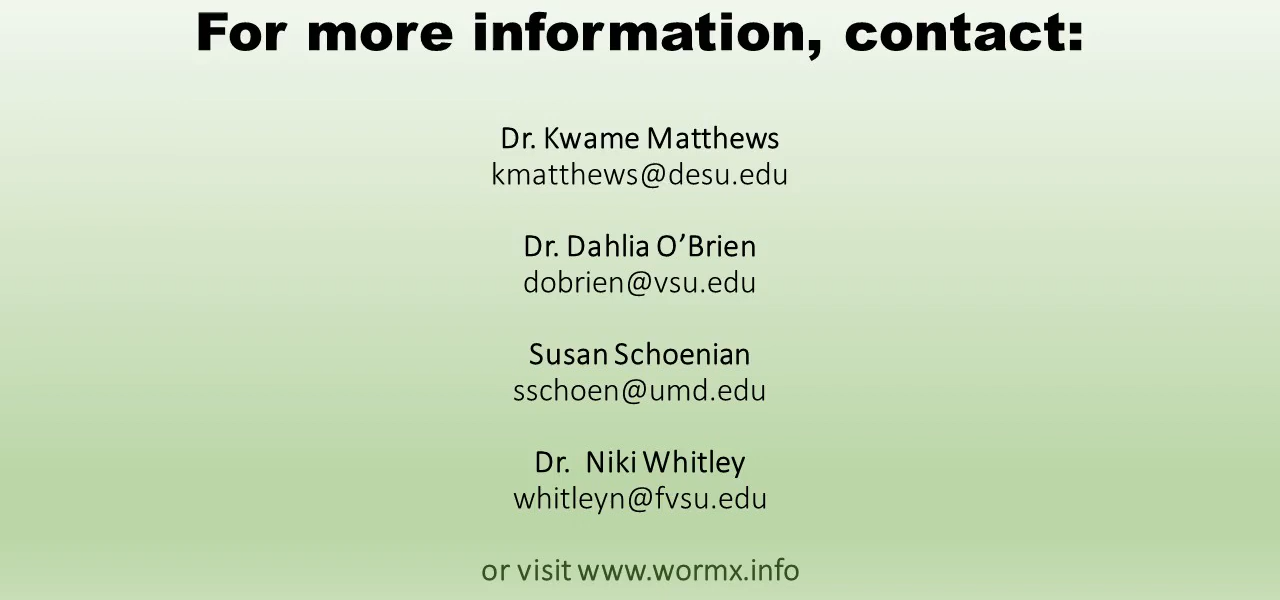 For more information, contact:
Dr. Kwame Matthews
kmatthews@desu.edu
Dr. Dahlia O’Brien
dobrien@vsu.edu
Susan Schoenian
sschoen@umd.edu
Dr. Niki Whitley
whitleyn@fvsu.edu
or visit www.wormx.info